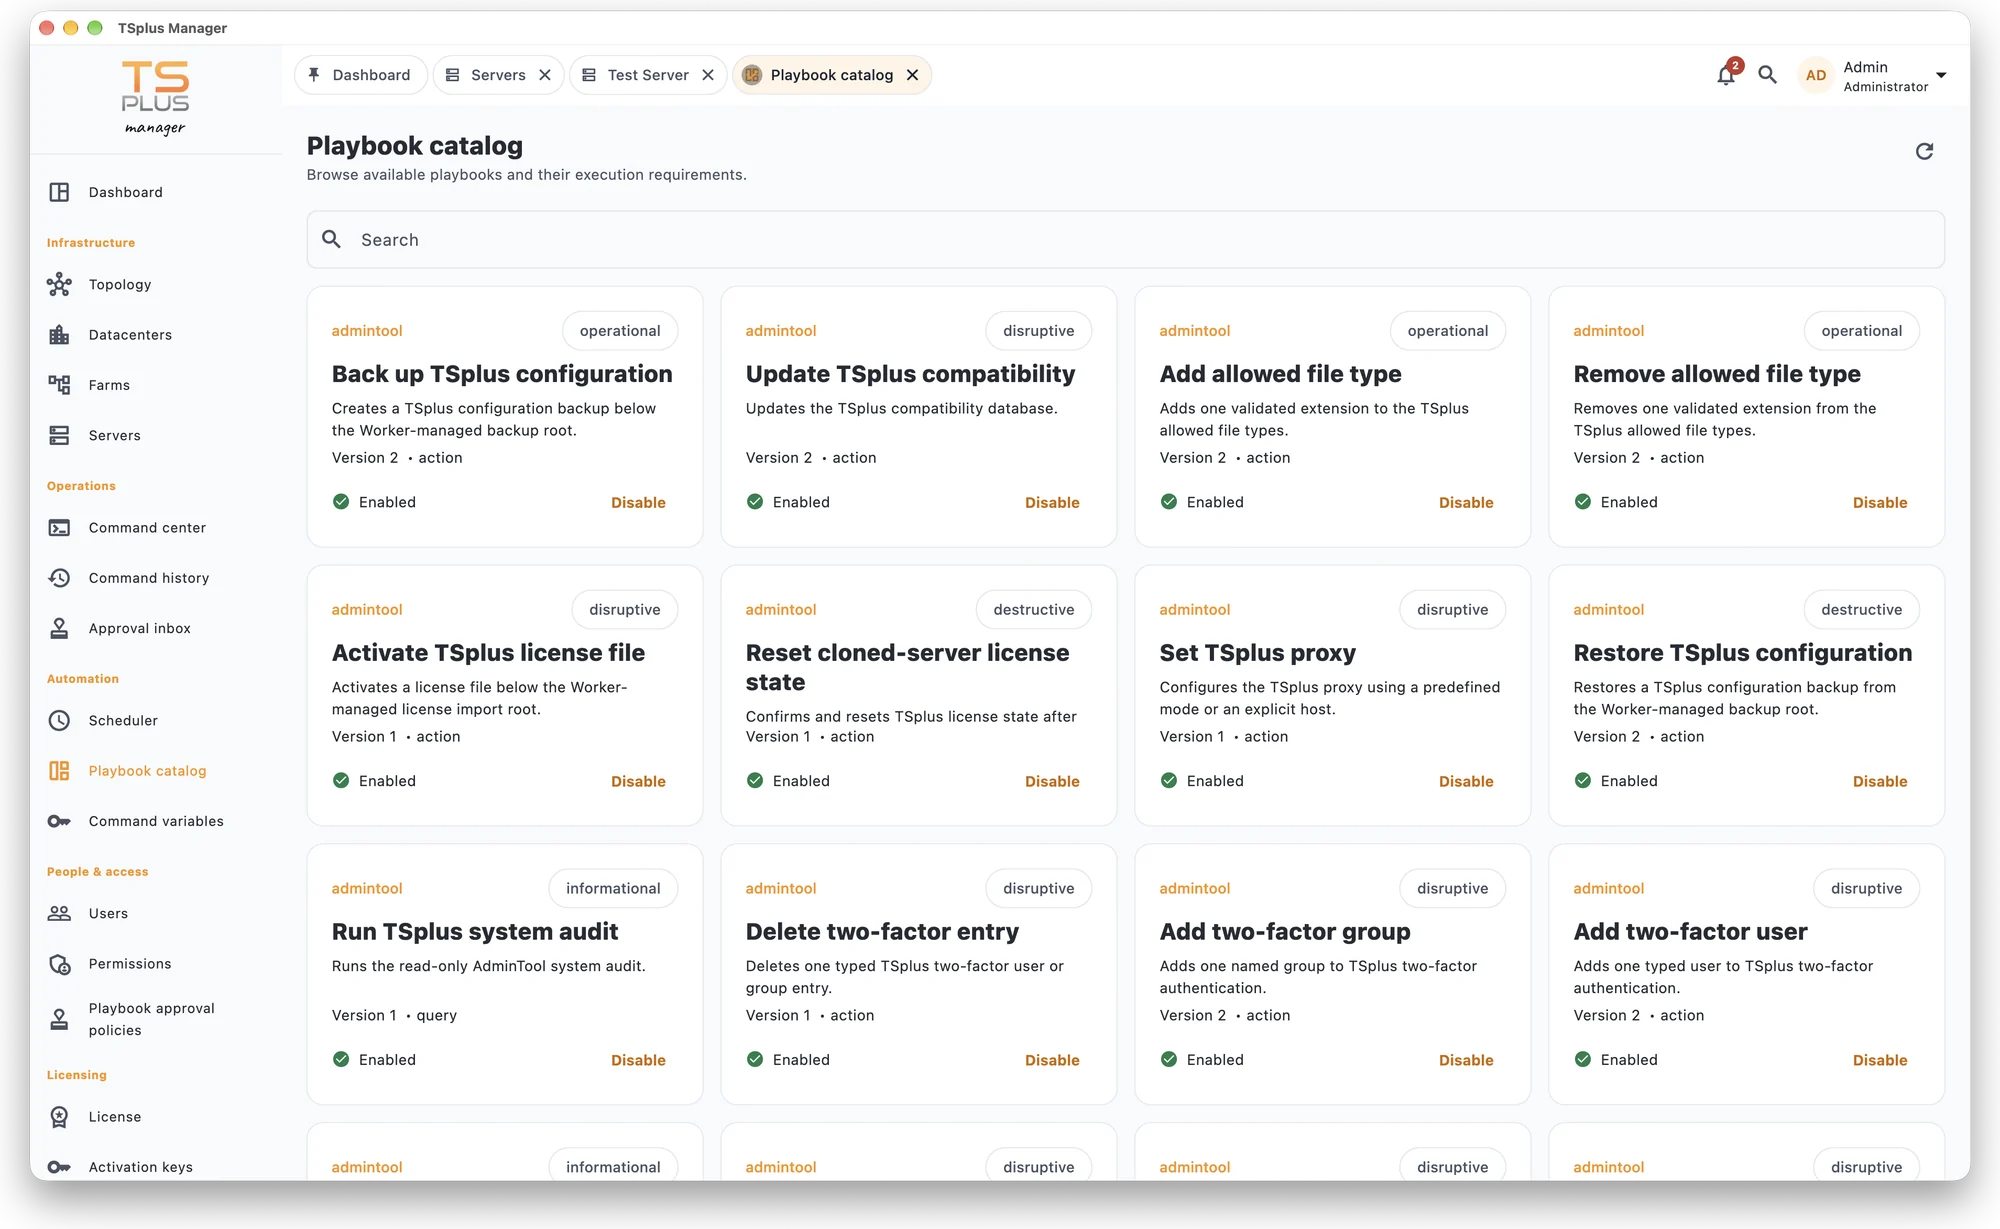 TSplus Manager
TS
PLUS
manager
Dashboard
Servers
Test Server
Playbook catalog
2
AD
Admin
Administrator
Dashboard
Infrastructure
Topology
Datacenters
Farms
Servers
Operations
Command center
Command history
Approval inbox
Automation
Scheduler
Playbook catalog
Command variables
People & access
Users
Permissions
Playbook approval
policies
Licensing
License
Activation keys
Playbook catalog
Browse available playbooks and their execution requirements.
Search
admintool
operational
Back up TSplus configuration
Creates a TSplus configuration backup below
the Worker-managed backup root.
Version 2 • action
Enabled
Disable
admintool
disruptive
Update TSplus compatibility
Updates the TSplus compatibility database.
Version 2 • action
Enabled
Disable
admintool
operational
Add allowed file type
Adds one validated extension to the TSplus
allowed file types.
Version 2 • action
Enabled
Disable
admintool
operational
Remove allowed file type
Removes one validated extension from the
TSplus allowed file types.
Version 2 • action
Enabled
Disable
admintool
disruptive
Activate TSplus license file
Activates a license file below the Worker-
managed license import root.
Version 1 • action
Enabled
Disable
admintool
destructive
Reset cloned-server license
state
Confirms and resets TSplus license state after
Version 1 • action
Enabled
Disable
admintool
disruptive
Set TSplus proxy
Configures the TSplus proxy using a predefined
mode or an explicit host.
Version 1 • action
Enabled
Disable
admintool
destructive
Restore TSplus configuration
Restores a TSplus configuration backup from
the Worker-managed backup root.
Version 2 • action
Enabled
Disable
admintool
informational
Run TSplus system audit
Runs the read-only AdminTool system audit.
Version 1 • query
Enabled
Disable
admintool
disruptive
Delete two-factor entry
Deletes one typed TSplus two-factor user or
group entry.
Version 1 • action
Enabled
Disable
admintool
disruptive
Add two-factor group
Adds one named group to TSplus two-factor
authentication.
Version 2 • action
Enabled
Disable
admintool
disruptive
Add two-factor user
Adds one typed user to TSplus two-factor
authentication.
Version 2 • action
Enabled
Disable
admintool
informational
admintool
disruptive
admintool
disruptive
admintool
disruptive